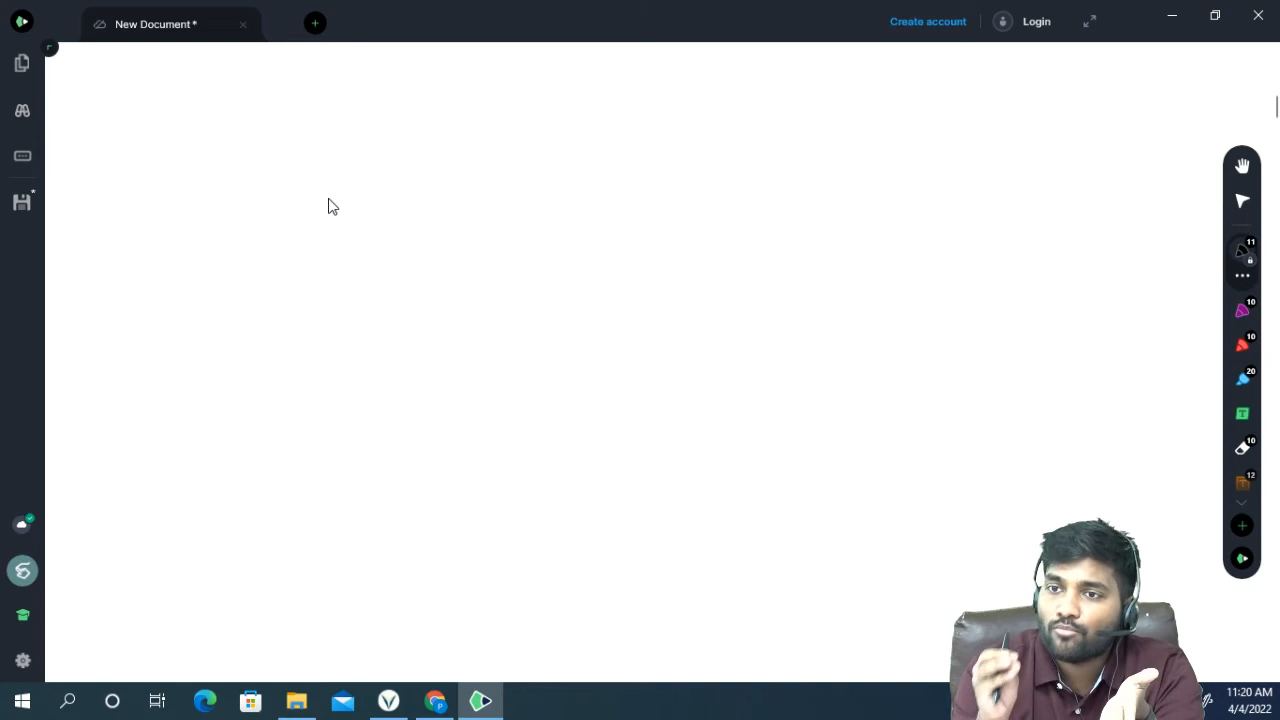 New Document*
Create account
Login
11
10
10
20
T
10
12
11:20 AM
4/4/2022